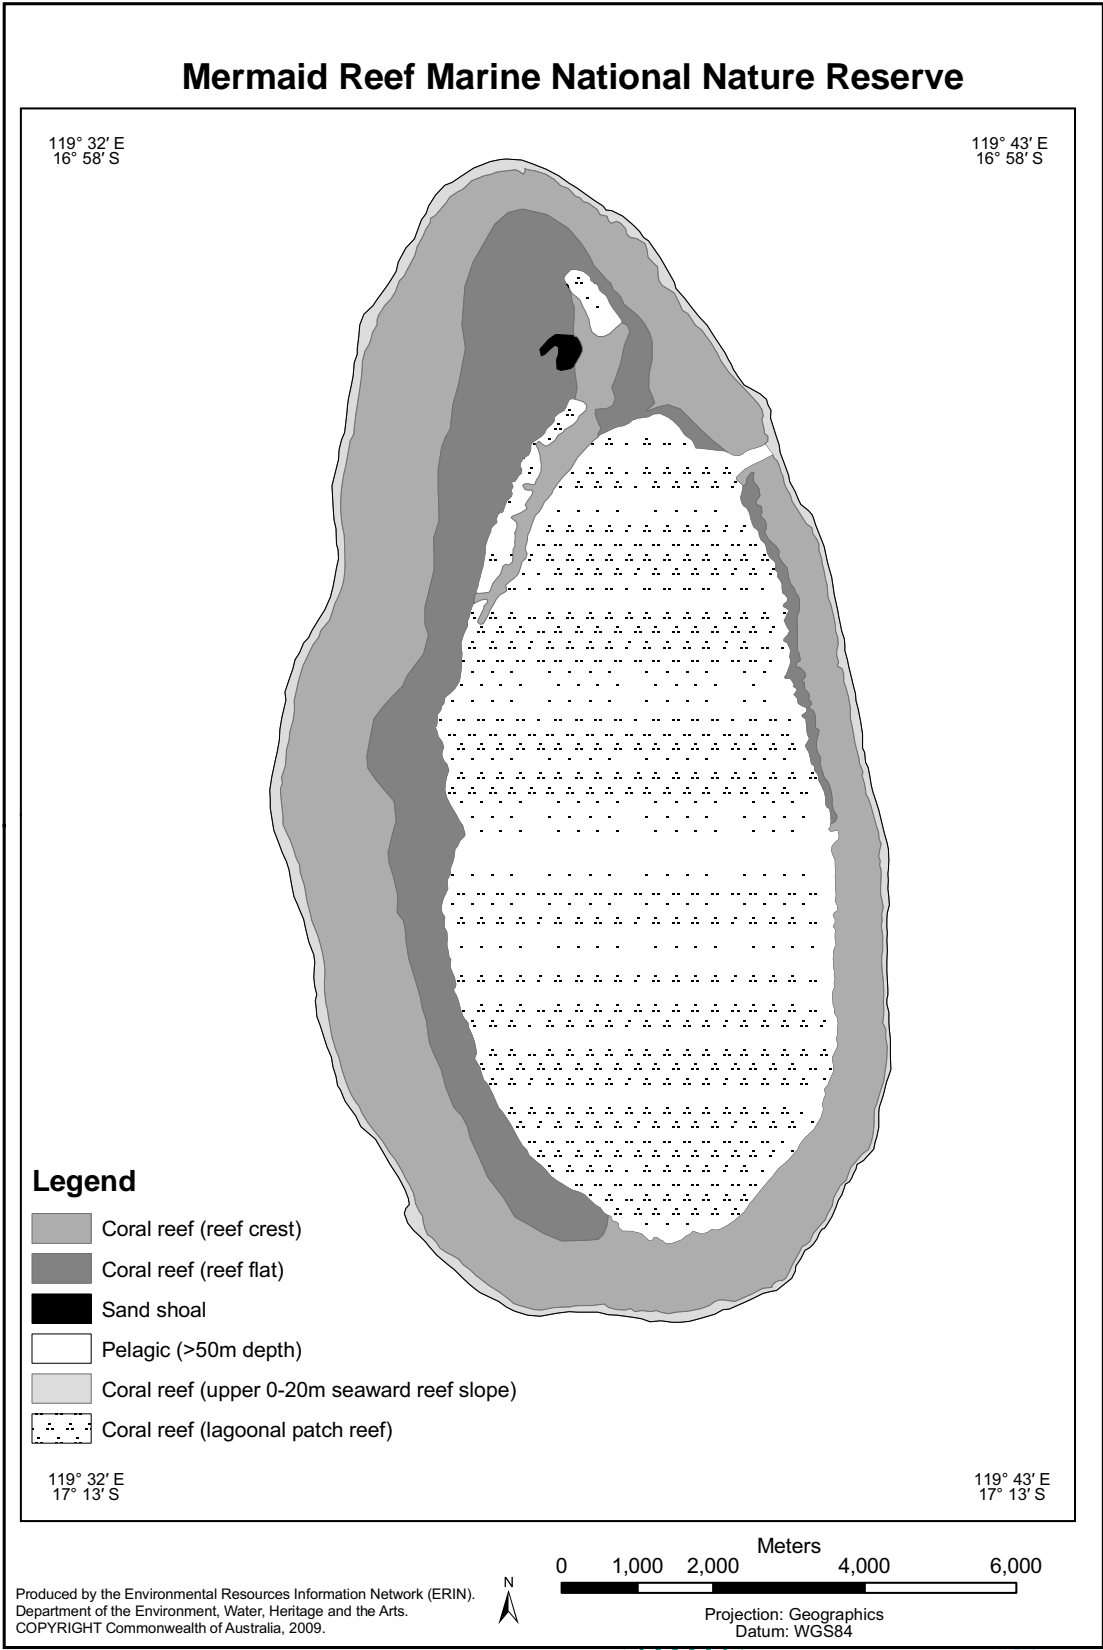 Mermaid Reef Marine National Nature Reserve
119° 32′ E
16° 58′ S
119° 43′ E
16° 58′ S
Legend
Coral reef (reef crest)
Coral reef (reef flat)
Sand shoal
Pelagic (>50m depth)
Coral reef (upper 0-20m seaward reef slope)
Coral reef (lagoonal patch reef)
119° 32′ E
17° 13′ S
119° 43′ E
17° 13′ S
Meters
0 1,000 2,000 4,000 6,000
N
Projection: Geographics
Datum: WGS84
Produced by the Environmental Resources Information Network (ERIN).
Department of the Environment, Water, Heritage and the Arts.
COPYRIGHT Commonwealth of Australia, 2009.